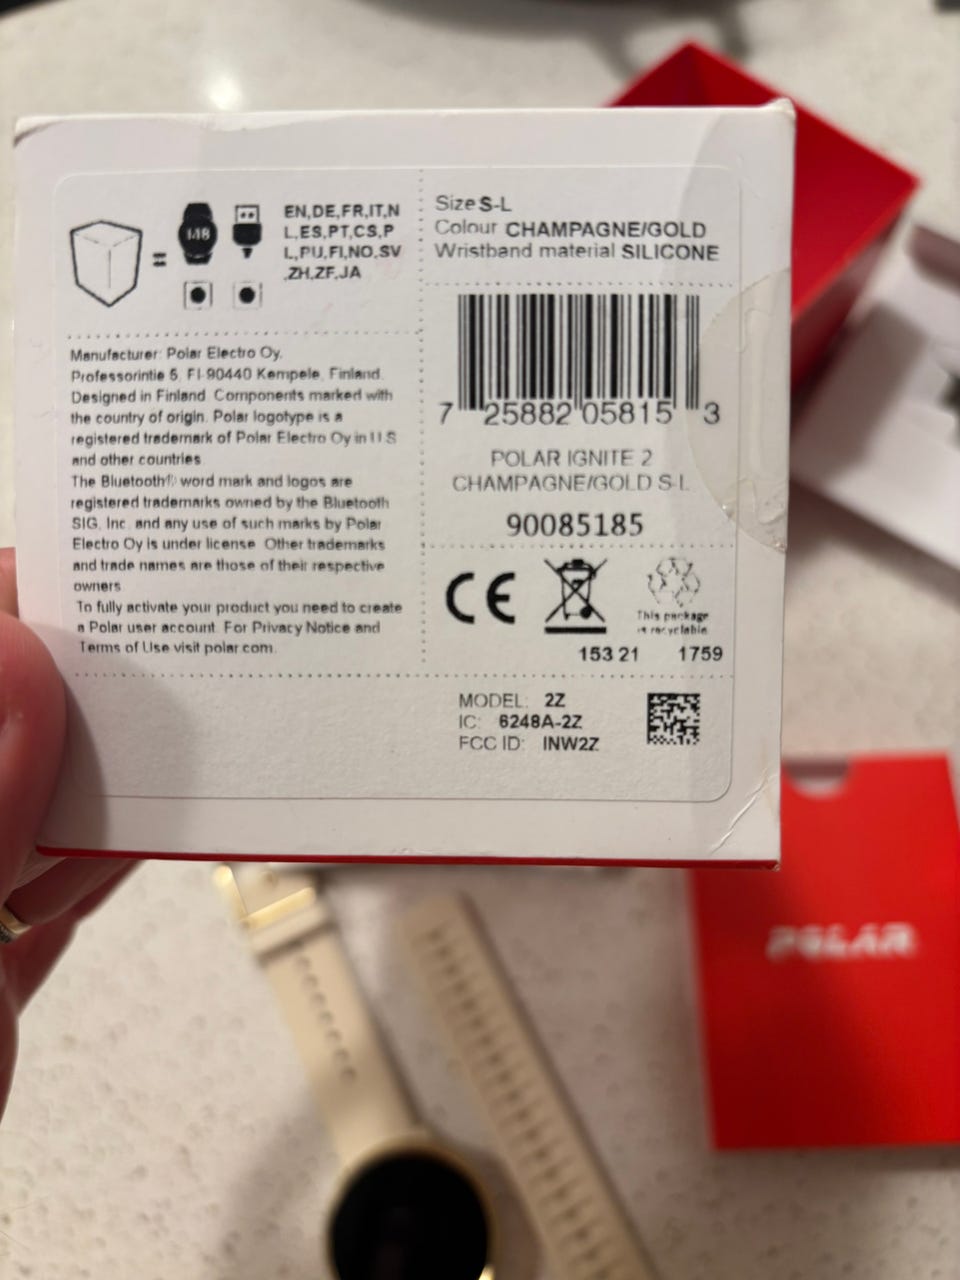 EN,DE,FR,IT,N
L,ES,PT,CS,P
L,RU,FI,NO,SV
,ZH,ZF,JA
Size S-L
Colour CHAMPAGNE/GOLD
Wristband material SILICONE
Manufacturer: Polar Electro Oy.
Professorintie 5, FI-90440 Kempele, Finland.
Designed in Finland. Components marked with
the country of origin. Polar logotype is a
registered trademark of Polar Electro Oy in U.S
and other countries.
The Bluetooth® word mark and logos are
registered trademarks owned by the Bluetooth
SIG, Inc. and any use of such marks by Polar
Electro Oy is under license. Other trademarks
and trade names are those of their respective
owners.
To fully activate your product you need to create
a Polar user account. For Privacy Notice and
Terms of Use visit polar.com.
7 25882 05815 3
POLAR IGNITE 2
CHAMPAGNE/GOLD S-L
90085185
CE
This package
is recyclable.
153 21 1759
MODEL: 2Z
IC: 6248A-2Z
FCC ID: INW2Z
POLAR